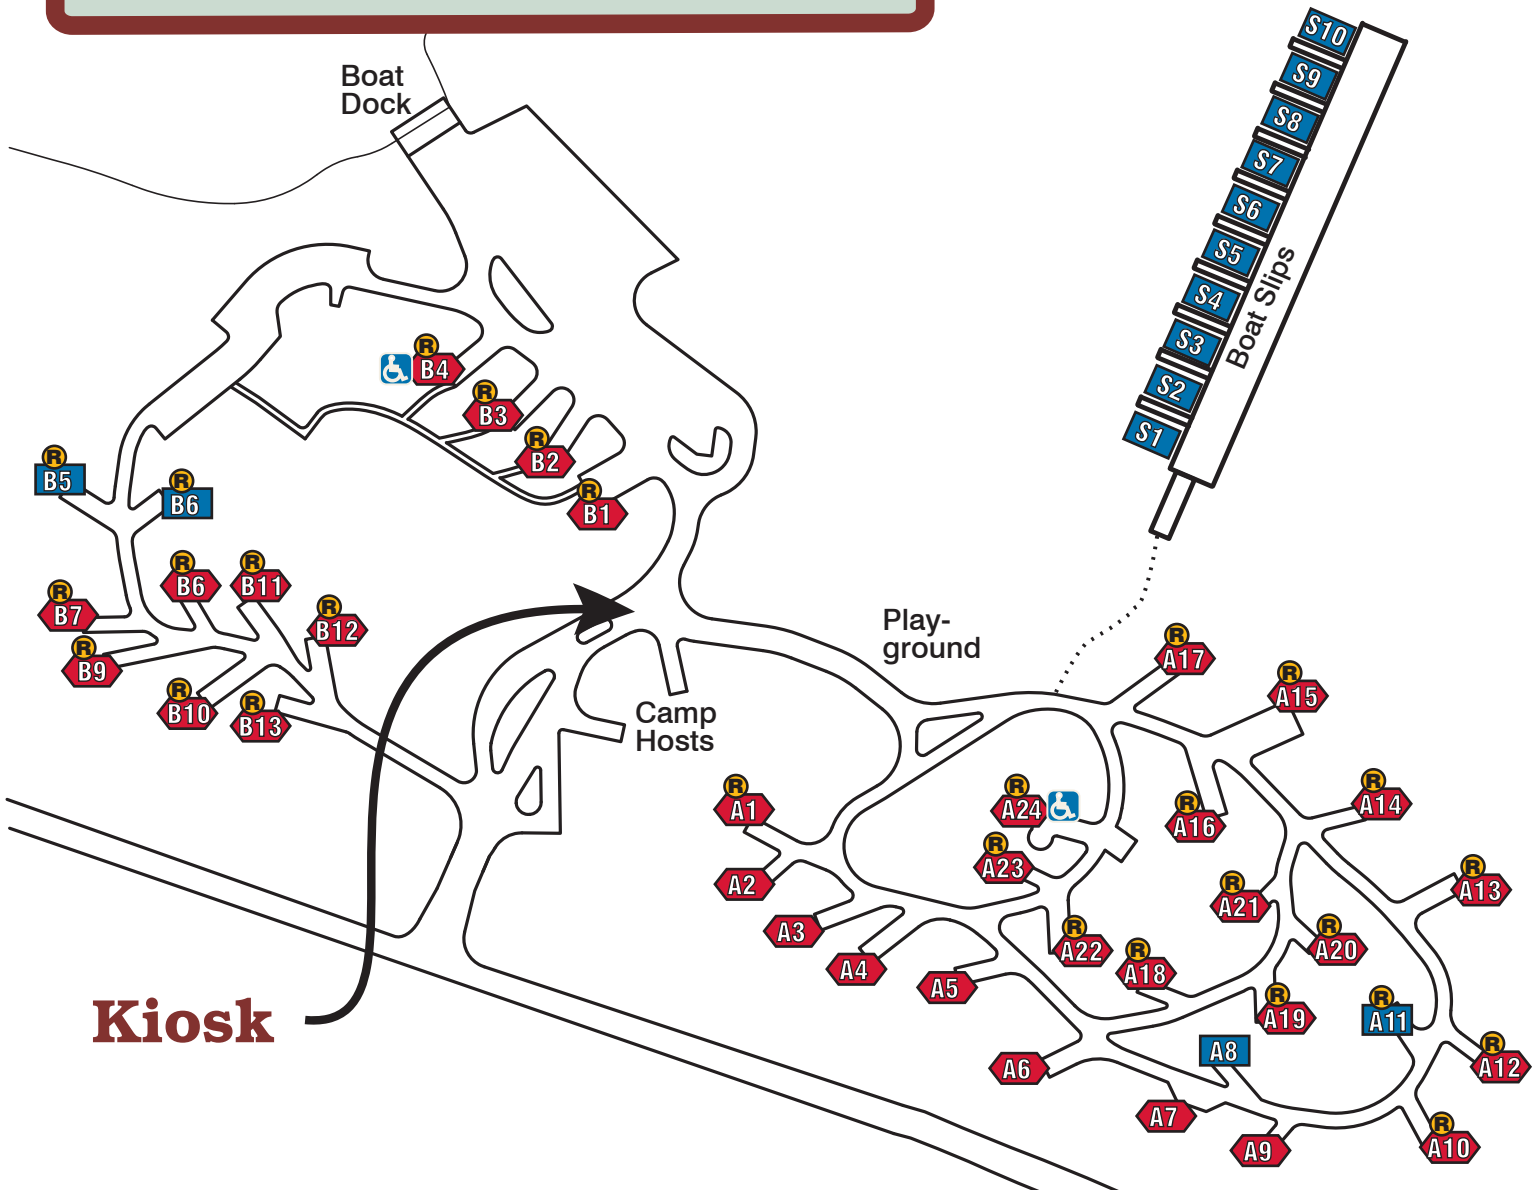 S10
S9
S8
S7
S6
S5
S4
S3
S2
S1
Boat Slips
Boat
Dock
R
B4
R
B3
R
B2
R
B1
R
B5
R
B6
R
B6
R
B11
R
B7
R
B12
R
B9
R
B10
R
B13
Play-
ground
Camp
Hosts
R
A17
R
A15
R
A1
R
A24
R
A16
R
A14
R
A23
A2
R
A21
R
A13
A3
R
A22
R
A20
A4
R
A18
A5
R
A19
R
A11
Kiosk
A6
A8
R
A12
A7
A9
R
A10